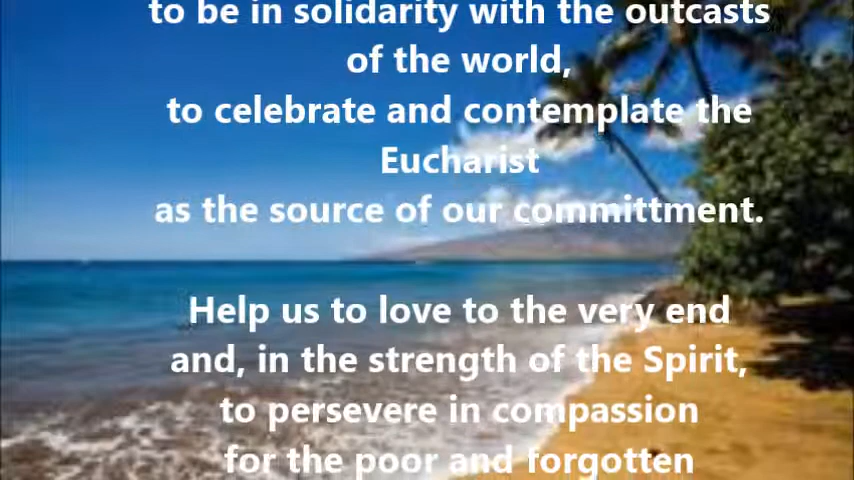 to be in solidarity with the outcasts
of the world,
to celebrate and contemplate the
Eucharist
as the source of our committment.
Help us to love to the very end
and, in the strength of the Spirit,
to persevere in compassion
for the poor and forgotten